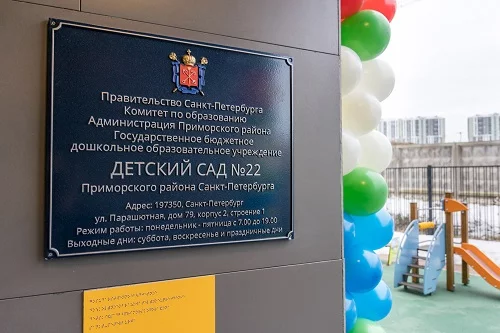 Правительство Санкт-Петербурга
Комитет по образованию
Администрация Приморского района
Государственное бюджетное
дошкольное образовательное учреждение
ДЕТСКИЙ САД №22
Приморского района Санкт-Петербурга
Адрес: 197350, Санкт-Петербург
ул. Парашютная, дом 79, корпус 2, строение 1
Режим работы: понедельник - пятница с 7.00 до 19.00
Выходные дни: суббота, воскресенье и праздничные дни